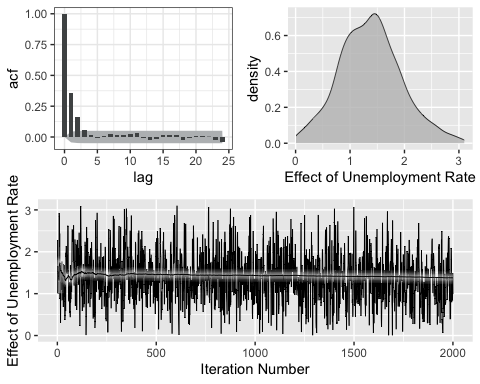 1.00
0.75
0.50
0.25
0.00
acf
0 5 10 15 20 25
lag
0.6
0.4
0.2
0.0
density
0 1 2 3
Effect of Unemployment Rate
3
2
1
0
Effect of Unemployment Rate
0 500 1000 1500 2000
Iteration Number